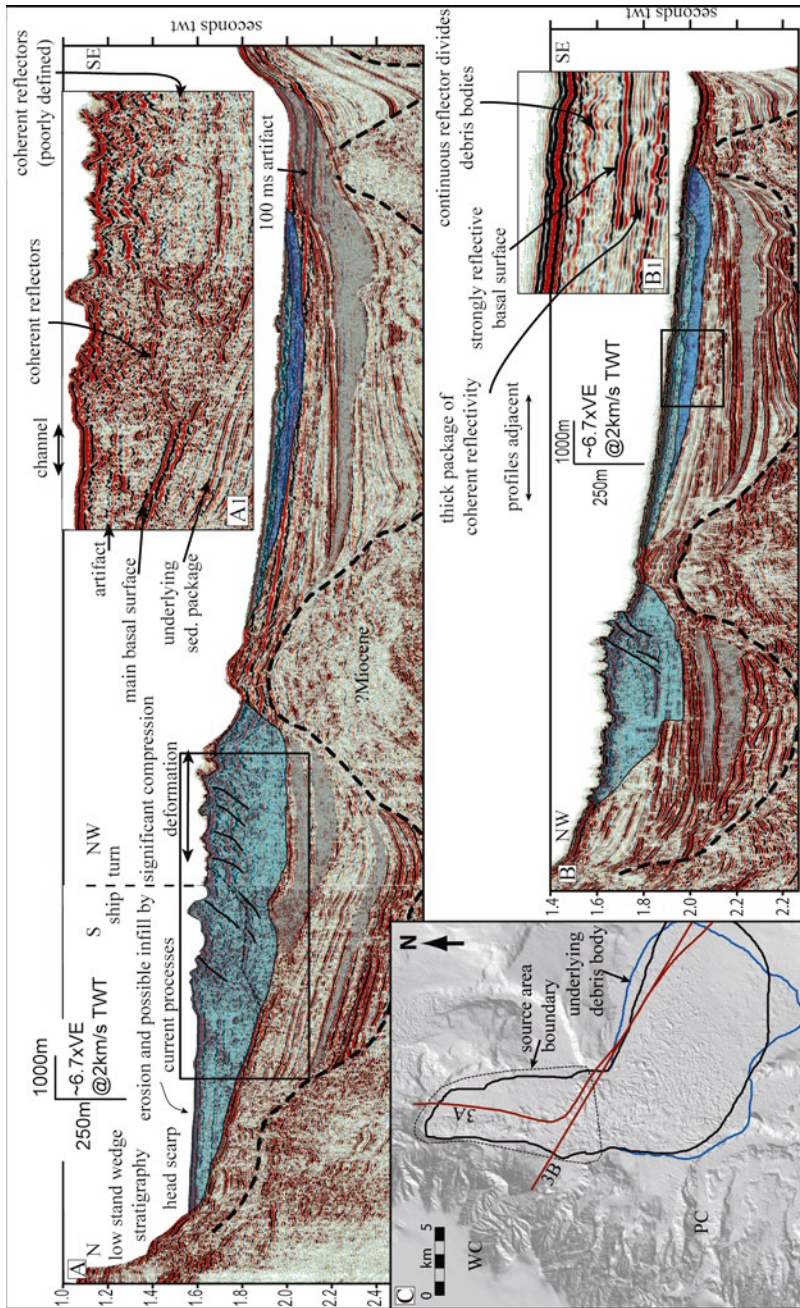 A
N
low stand wedge
stratigraphy
head scarp
1000m
250m
~6.7xVE
@2km/s TWT
erosion and possible infill by
current processes
S
NW
ship
turn
significant compression
deformation
?Miocene
artifact
main basal surface
underlying
sed. package
channel
coherent reflectors
coherent reflectors
(poorly defined)
A1
100 ms artifact
SE
seconds twt
1.0
1.2
1.4
1.6
1.8
2.0
2.2
2.4
C
0
5
km
WC
PC
3A
3B
N
source area
boundary
underlying
debris body
B
NW
1.4
1.6
1.8
2.0
2.2
2.4
1000m
250m
~6.7xVE
@2km/s TWT
profiles adjacent
thick package of
coherent reflectivity
strongly reflective
basal surface
continuous reflector divides
debris bodies
B1
SE
seconds twt